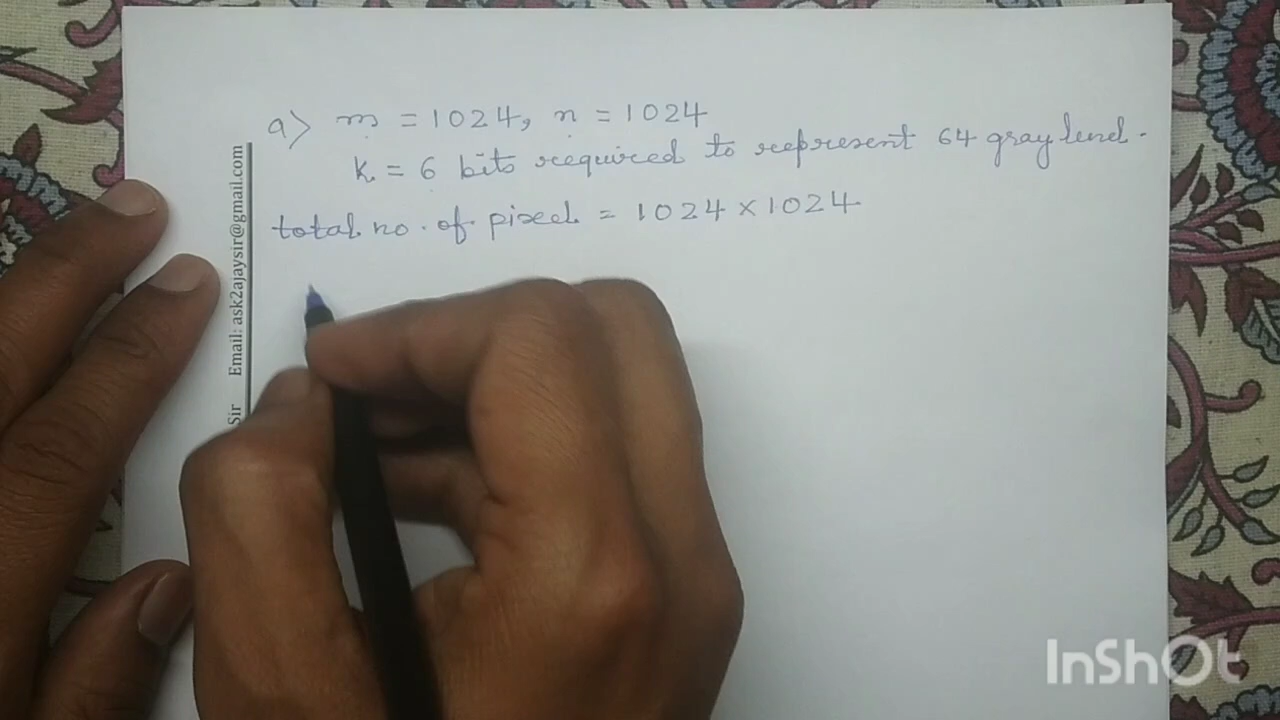 a> m = 1024, n = 1024
k = 6 bits required to represent 64 gray level.
total no. of pixel = 1024 x 1024
Sir Email: ask2ajaysir@gmail.com
InShOt